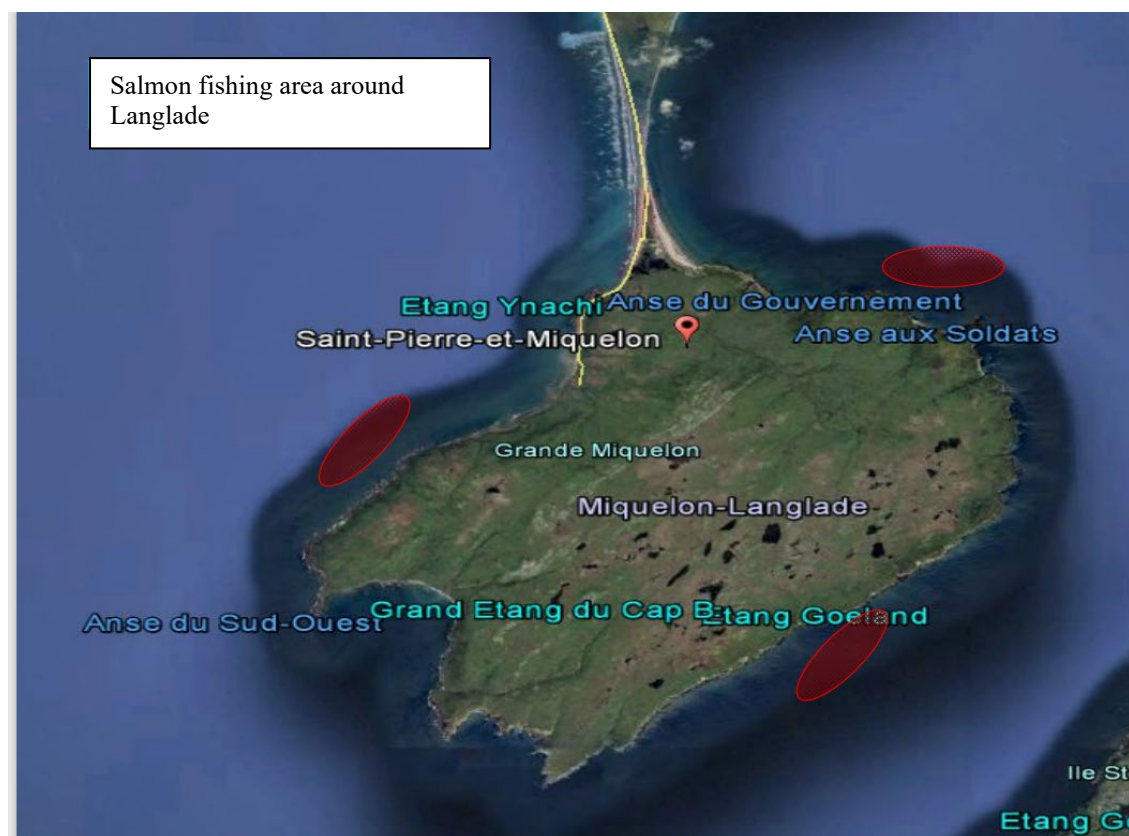 Salmon fishing area around
Langlade
Etang Ynachi
Anse du Gouvernement
Saint-Pierre-et-Miquelon
Anse aux Soldats
Grande Miquelon
Miquelon-Langlade
Anse du Sud-Ouest
Grand Etang du Cap B
Etang Goeland
Ile St
Etang G